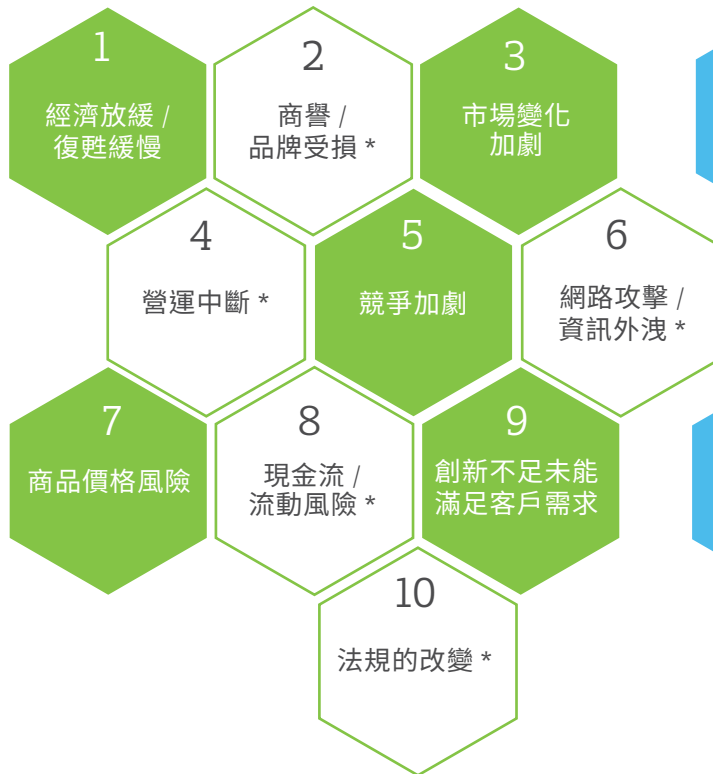 1
經濟放緩 /
復甦緩慢
2
商譽 /
品牌受損 *
3
市場變化
加劇
4
營運中斷 *
5
競爭加劇
6
網路攻擊 /
資訊外洩 *
7
商品價格風險
8
現金流 /
流動風險 *
9
創新不足未能
滿足客戶需求
10
法規的改變 *